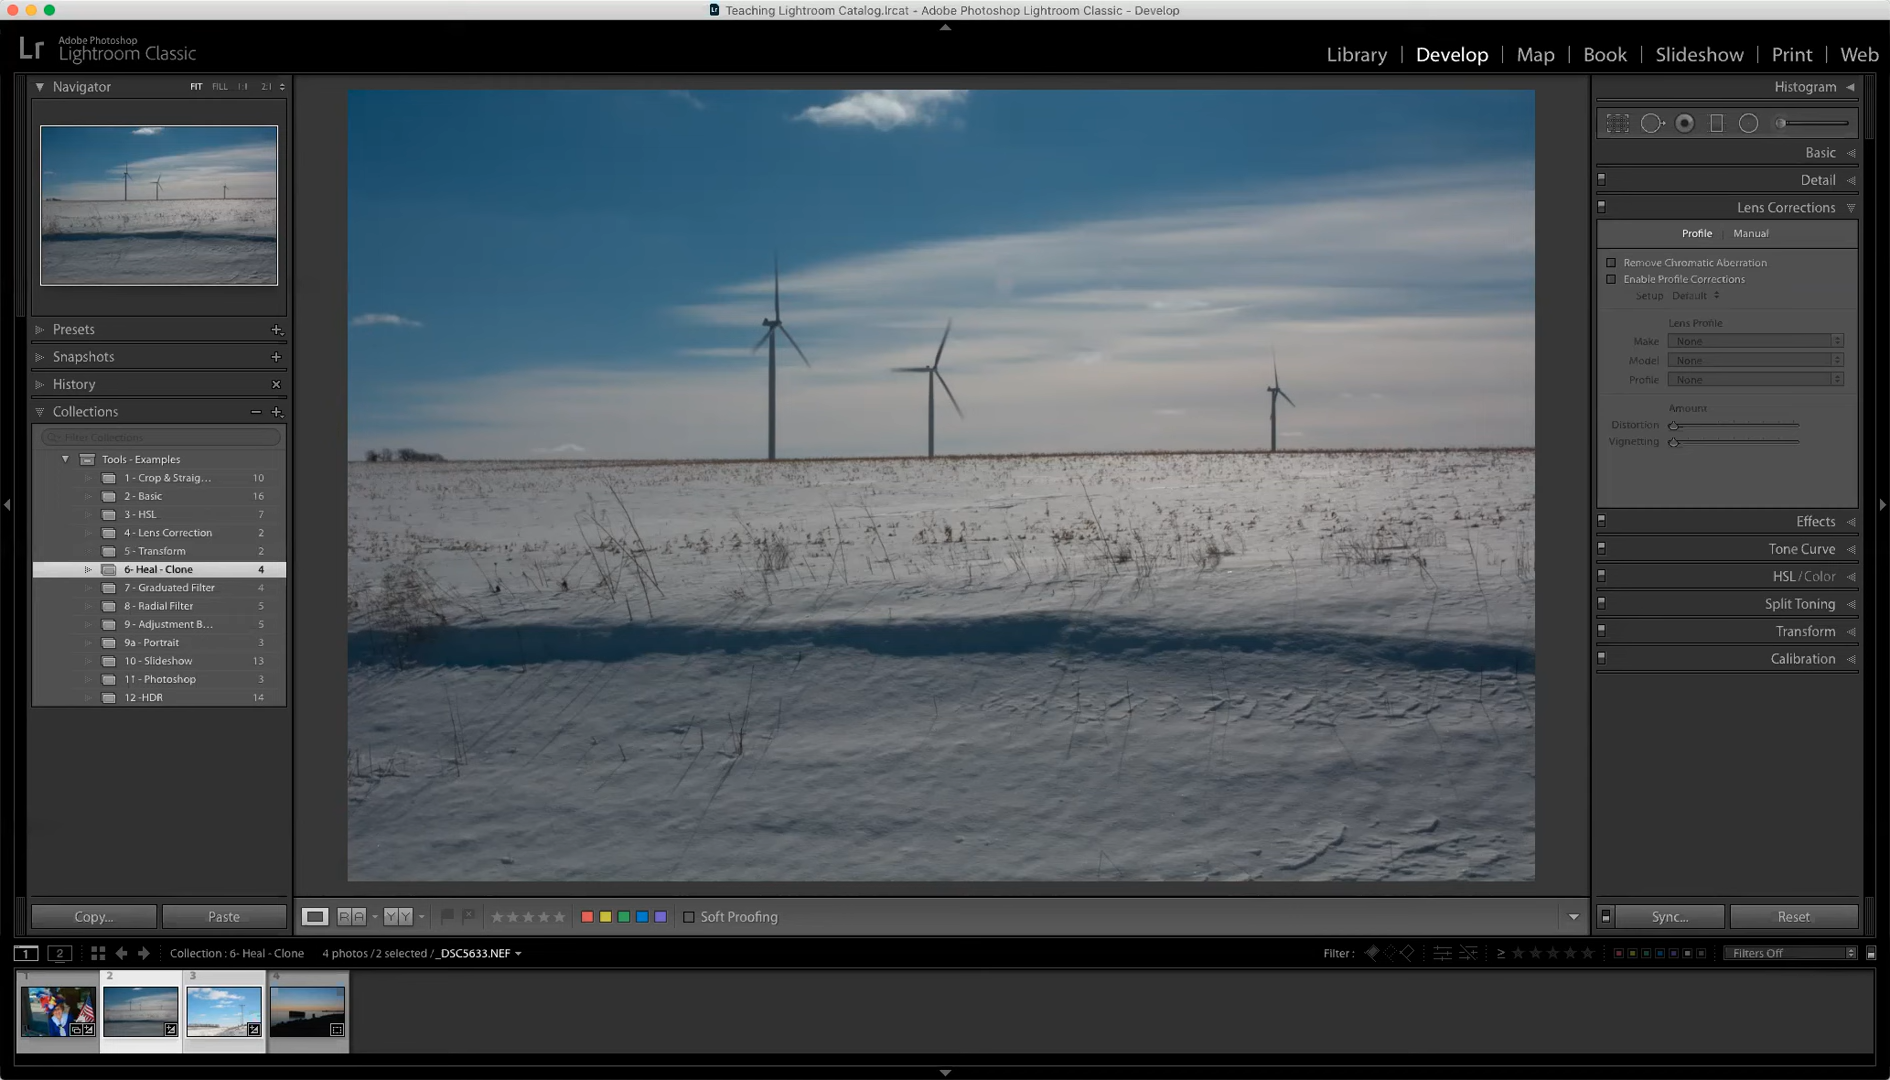 Teaching Lightroom Catalog.lrcat - Adobe Photoshop Lightroom Classic - Develop
Lr
Adobe Photoshop
Lightroom Classic
Library | Develop | Map | Book | Slideshow | Print | Web
Navigator
FIT FILL 1:1 2:1
Presets
Snapshots
History
Collections
Filter Collections
Tools - Examples
1 - Crop & Straig... 10
2 - Basic 16
3 - HSL 7
4 - Lens Correction 2
5 - Transform 2
6- Heal - Clone 4
7 - Graduated Filter 4
8 - Radial Filter 5
9 - Adjustment B... 5
9a - Portrait 3
10 - Slideshow 13
11 - Photoshop 3
12 -HDR 14
Copy... Paste
Histogram
Basic
Detail
Lens Corrections
Profile | Manual
Remove Chromatic Aberration
Enable Profile Corrections
Setup Default
Lens Profile
Make None
Model None
Profile None
Amount
Distortion
Vignetting
Effects
Tone Curve
HSL / Color
Split Toning
Transform
Calibration
R A Y Y Soft Proofing
Sync... Reset
1 2 Collection : 6- Heal - Clone 4 photos / 2 selected / _DSC5633.NEF Filter : ≥ Filters Off
1 2 3 4